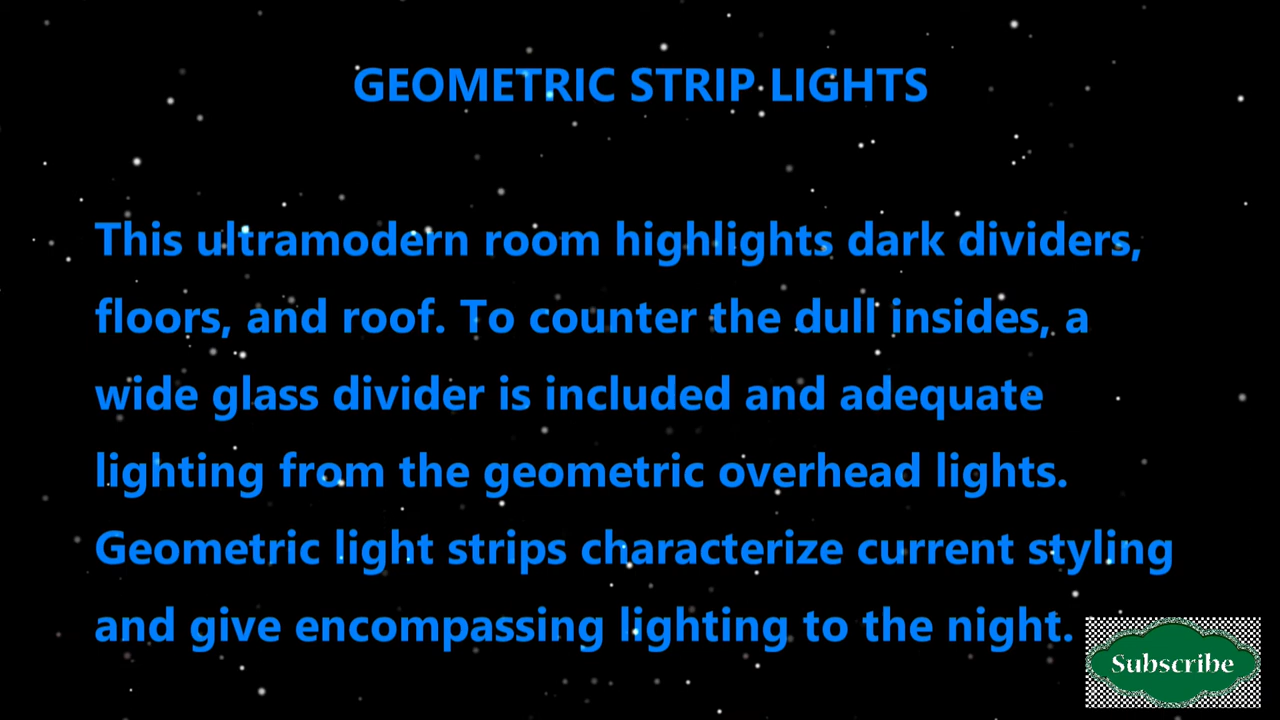 GEOMETRIC STRIP LIGHTS
This ultramodern room highlights dark dividers,
floors, and roof. To counter the dull insides, a
wide glass divider is included and adequate
lighting from the geometric overhead lights.
Geometric light strips characterize current styling
and give encompassing lighting to the night.
Subscribe